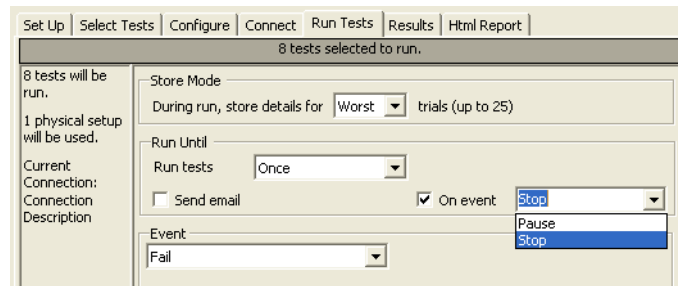 Set Up Select Tests Configure Connect Run Tests Results Html Report
8 tests selected to run.
8 tests will be
run.
1 physical setup
will be used.
Current
Connection:
Connection
Description
Store Mode
During run, store details for Worst trials (up to 25)
Run Until
Run tests Once
Send email On event Stop
Pause
Stop
Event
Fail